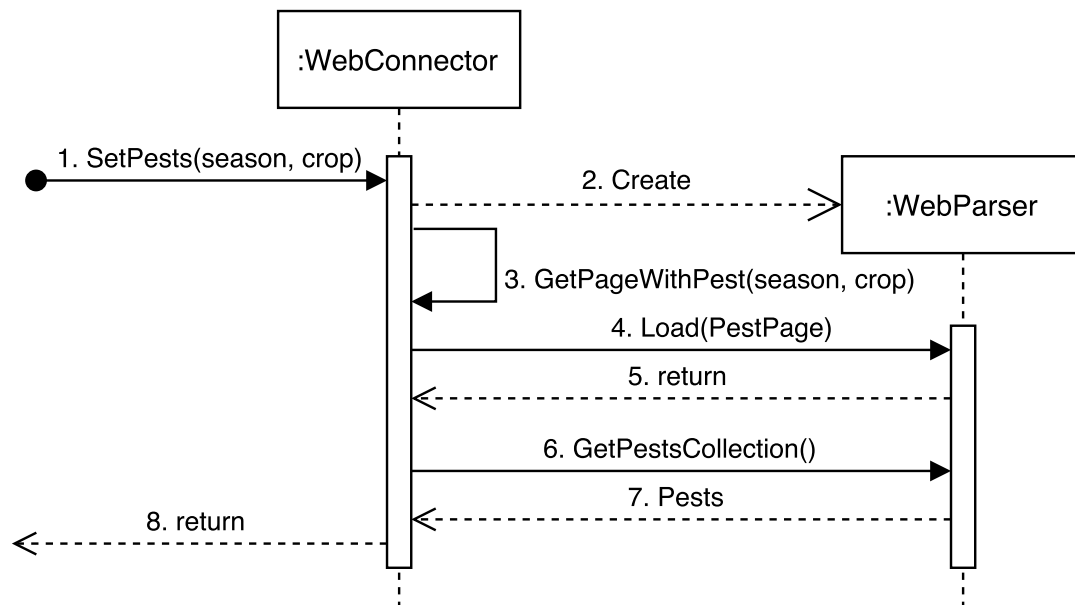 :WebConnector
1. SetPests(season, crop)
2. Create
:WebParser
3. GetPageWithPest(season, crop)
4. Load(PestPage)
5. return
6. GetPestsCollection()
7. Pests
8. return